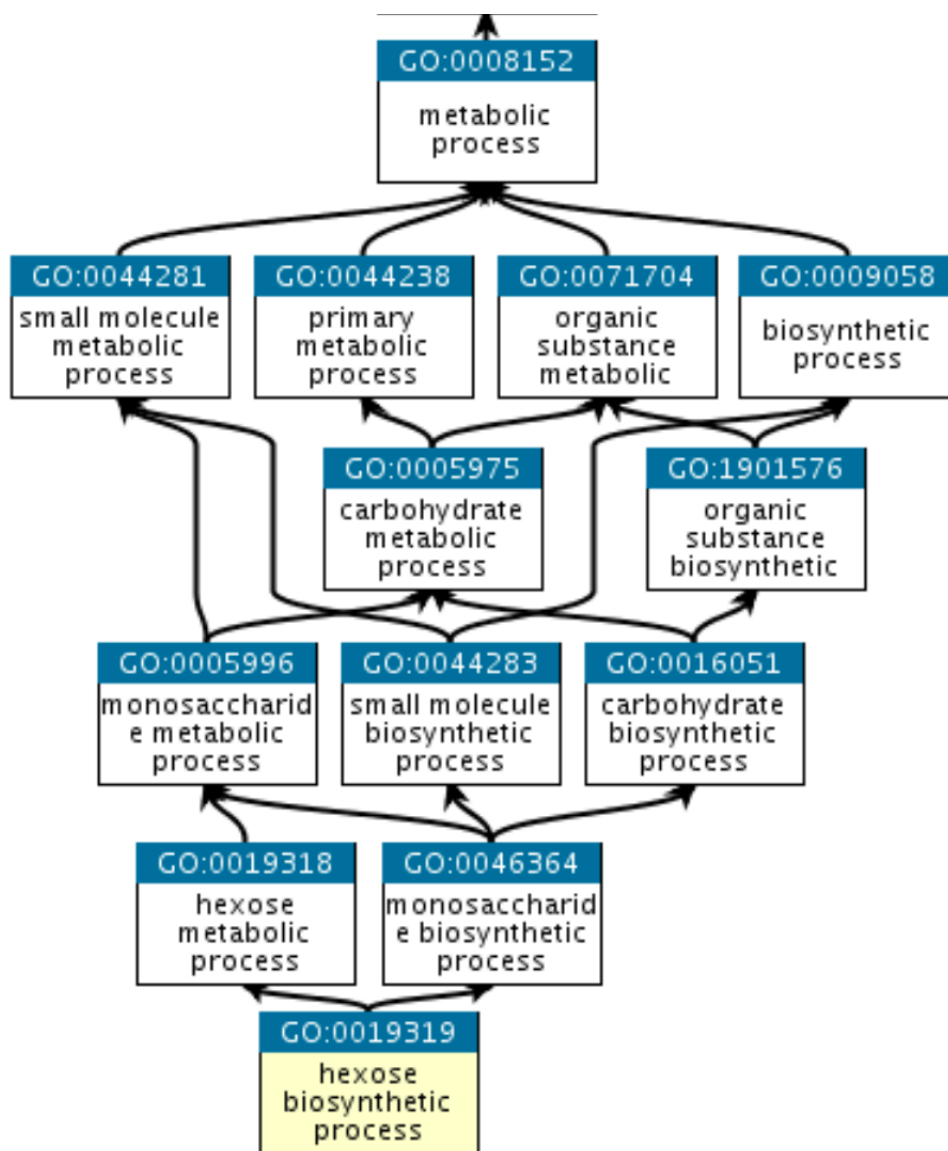 GO:0008152
metabolic
process
GO:0044281
small molecule
metabolic
process
GO:0044238
primary
metabolic
process
GO:0071704
organic
substance
metabolic
GO:0009058
biosynthetic
process
GO:0005975
carbohydrate
metabolic
process
GO:1901576
organic
substance
biosynthetic
GO:0005996
monosaccharid
e metabolic
process
GO:0044283
small molecule
biosynthetic
process
GO:0016051
carbohydrate
biosynthetic
process
GO:0019318
hexose
metabolic
process
GO:0046364
monosaccharid
e biosynthetic
process
GO:0019319
hexose
biosynthetic
process